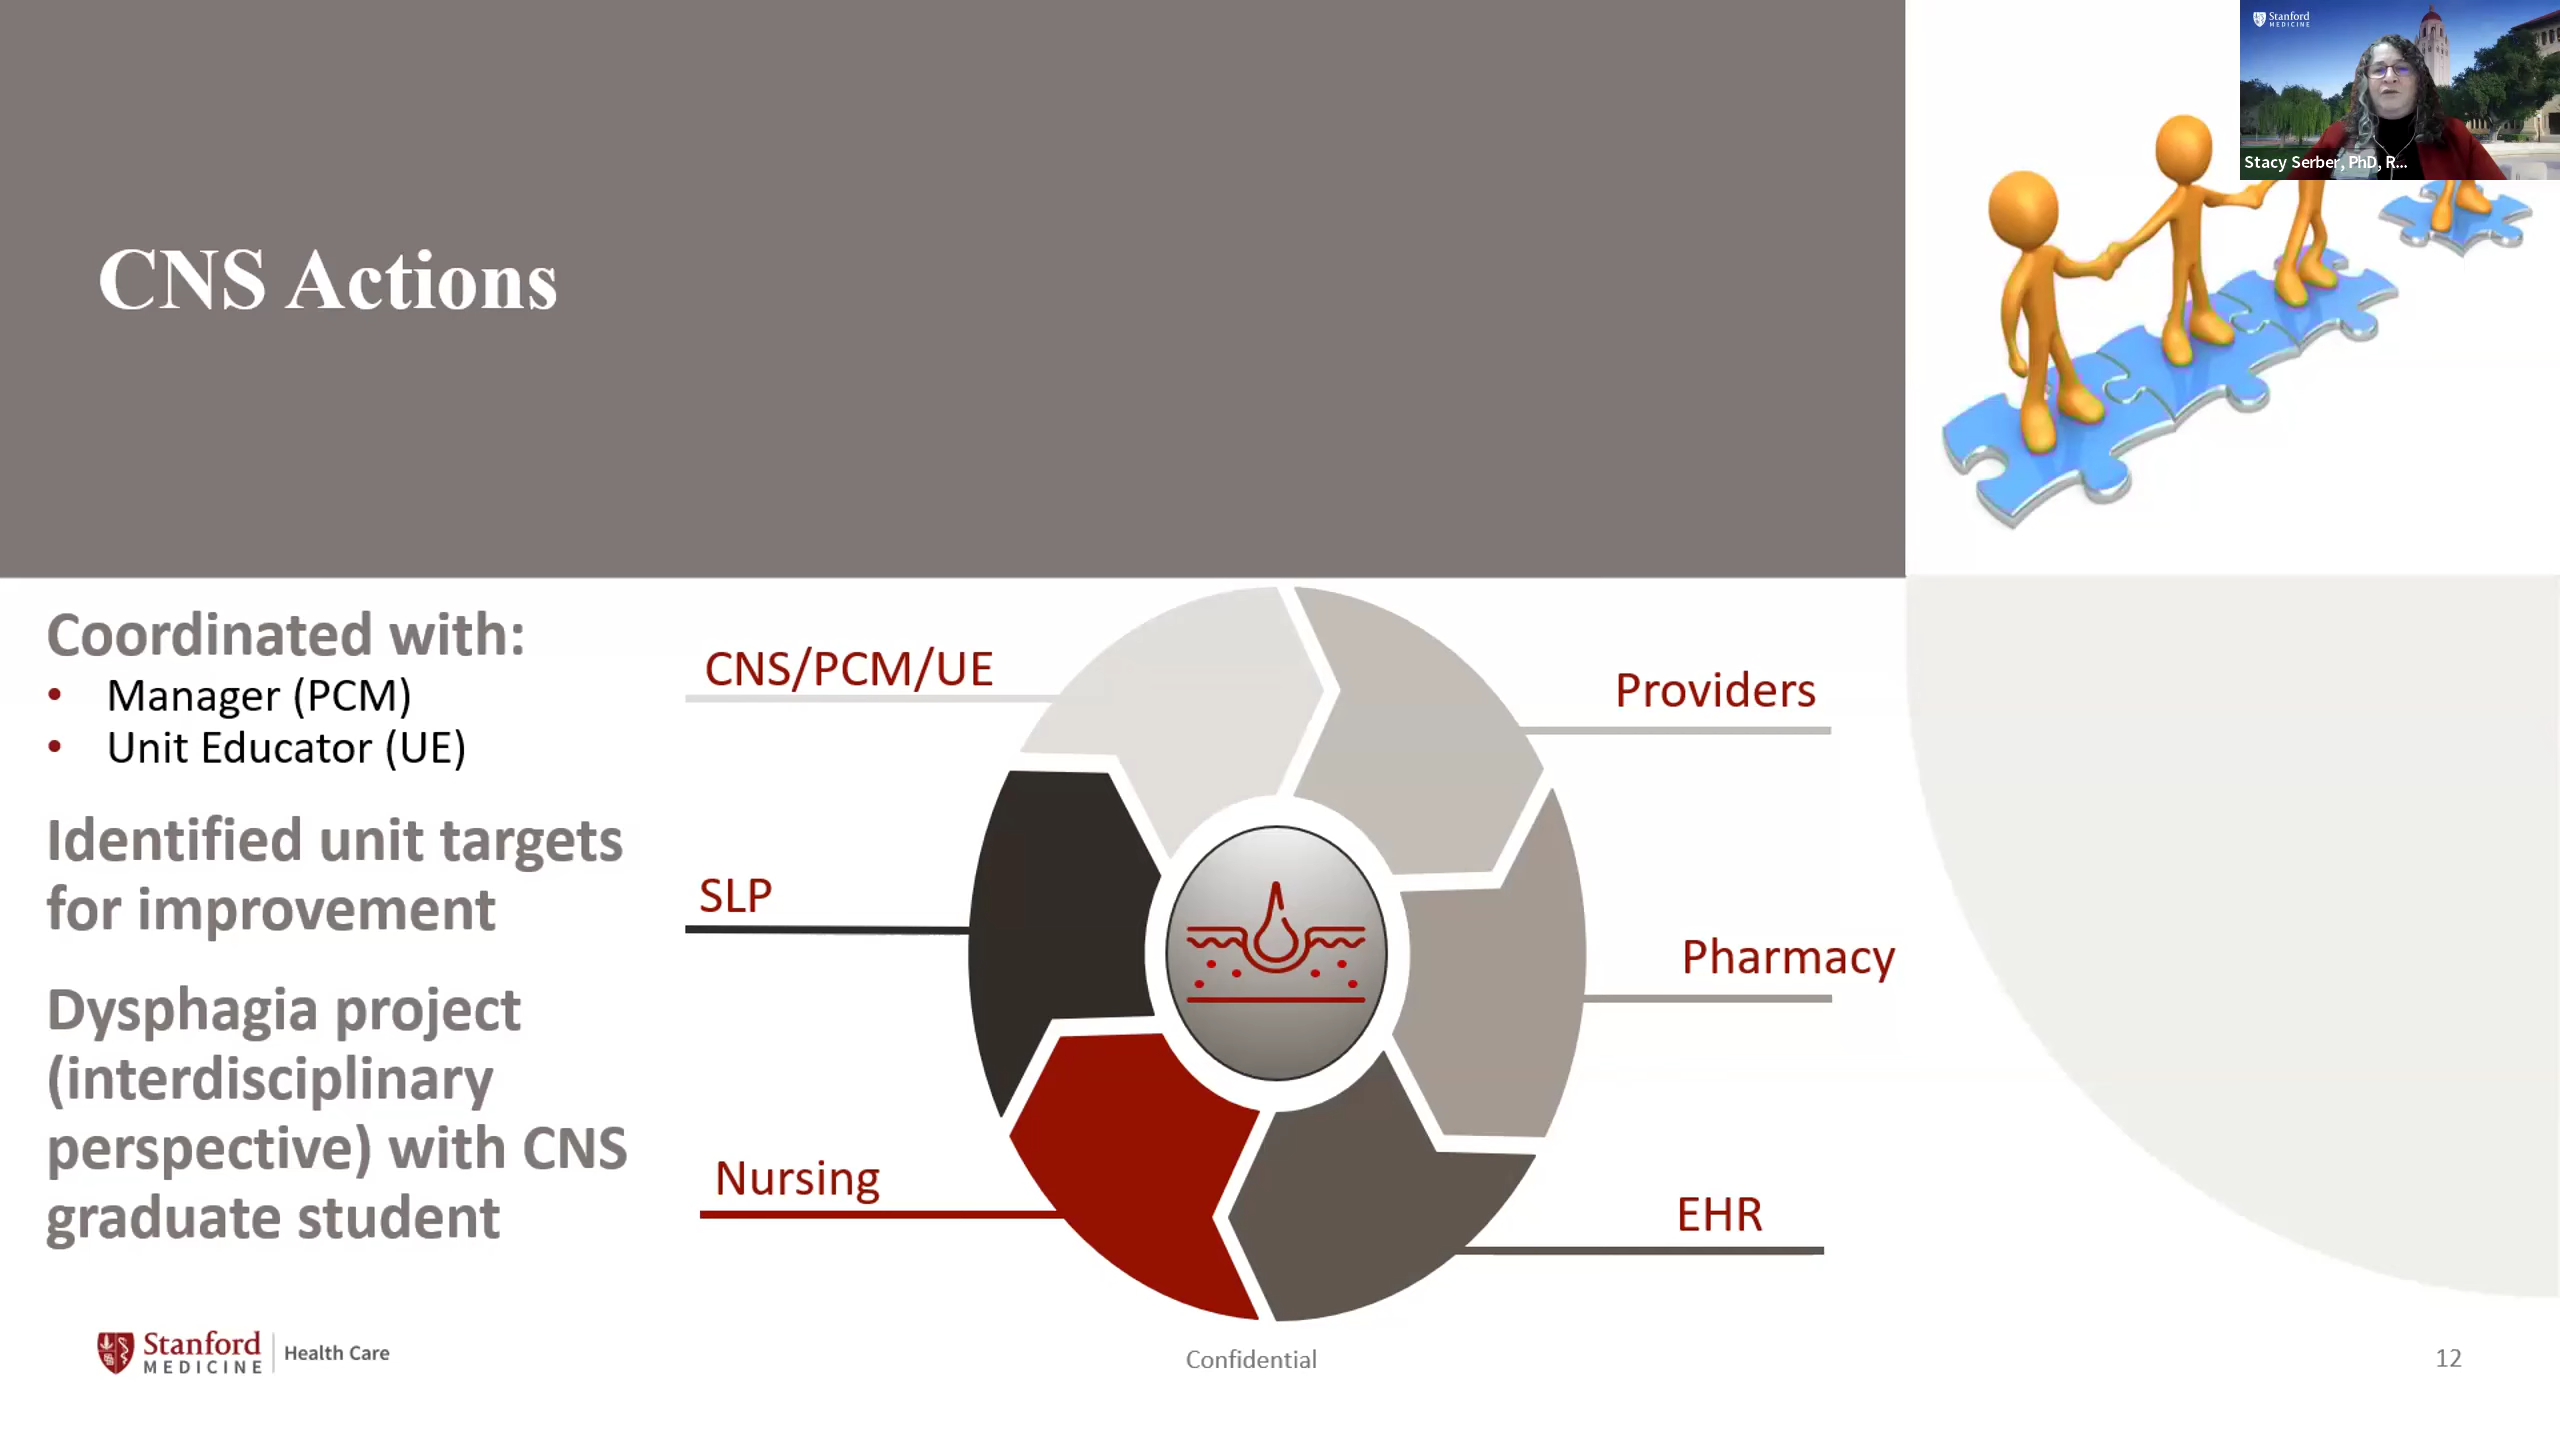 Stanford
MEDICINE
Stacy Serber, PhD, R...
CNS Actions
Coordinated with:
• Manager (PCM)
• Unit Educator (UE)
Identified unit targets
for improvement
Dysphagia project
(interdisciplinary
perspective) with CNS
graduate student
CNS/PCM/UE
Providers
SLP
Pharmacy
Nursing
EHR
Stanford
MEDICINE
Health Care
Confidential
12